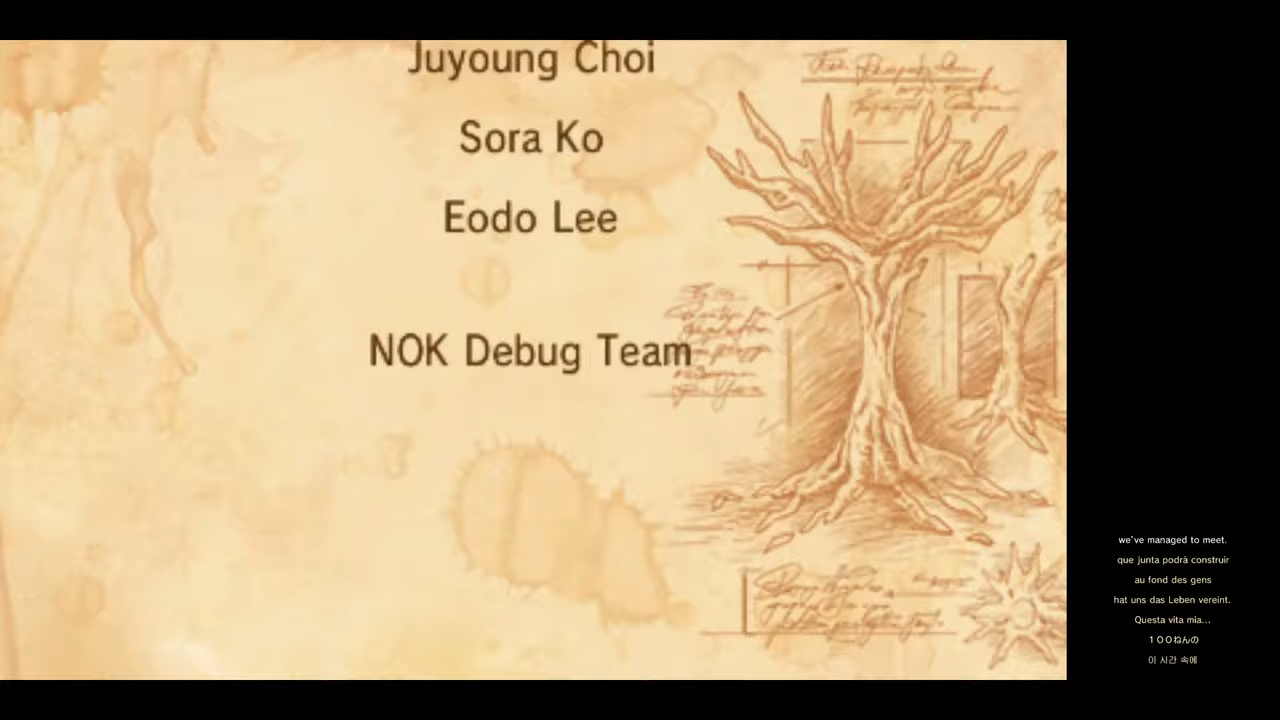 Juyoung Choi
Sora Ko
Eodo Lee
NOK Debug Team
we've managed to meet.
que junta podrá construir
au fond des gens
hat uns das Leben vereint.
Questa vita mia...
１００ねんの
이 시간 속에